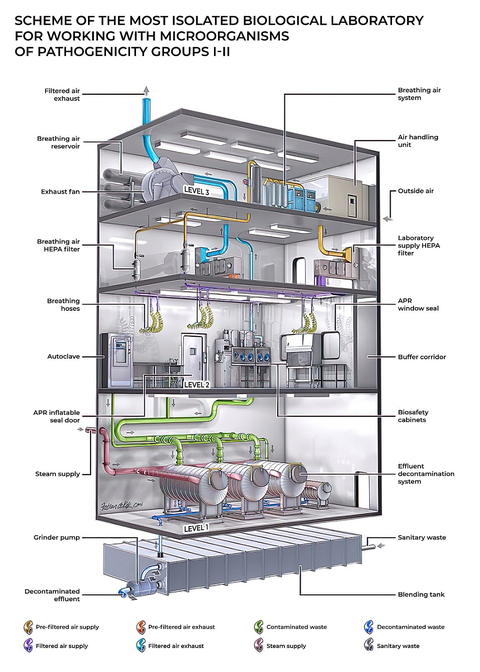 SCHEME OF THE MOST ISOLATED BIOLOGICAL LABORATORY
FOR WORKING WITH MICROORGANISMS
OF PATHOGENICITY GROUPS I-II
Filtered air
exhaust
Breathing air
system
Breathing air
reservoir
Air handling
unit
Exhaust fan
LEVEL 3
Outside air
Breathing air
HEPA filter
Laboratory
supply HEPA
filter
Breathing
hoses
APR
window seal
Autoclave
Buffer corridor
LEVEL 2
APR inflatable
seal door
Biosafety
cabinets
Steam supply
Effluent
decontamination
system
LEVEL 1
Grinder pump
Sanitary waste
Decontaminated
effluent
Blending tank
Pre-filtered air supply
Pre-filtered air exhaust
Contaminated waste
Decontaminated waste
Filtered air supply
Filtered air exhaust
Steam supply
Sanitary waste